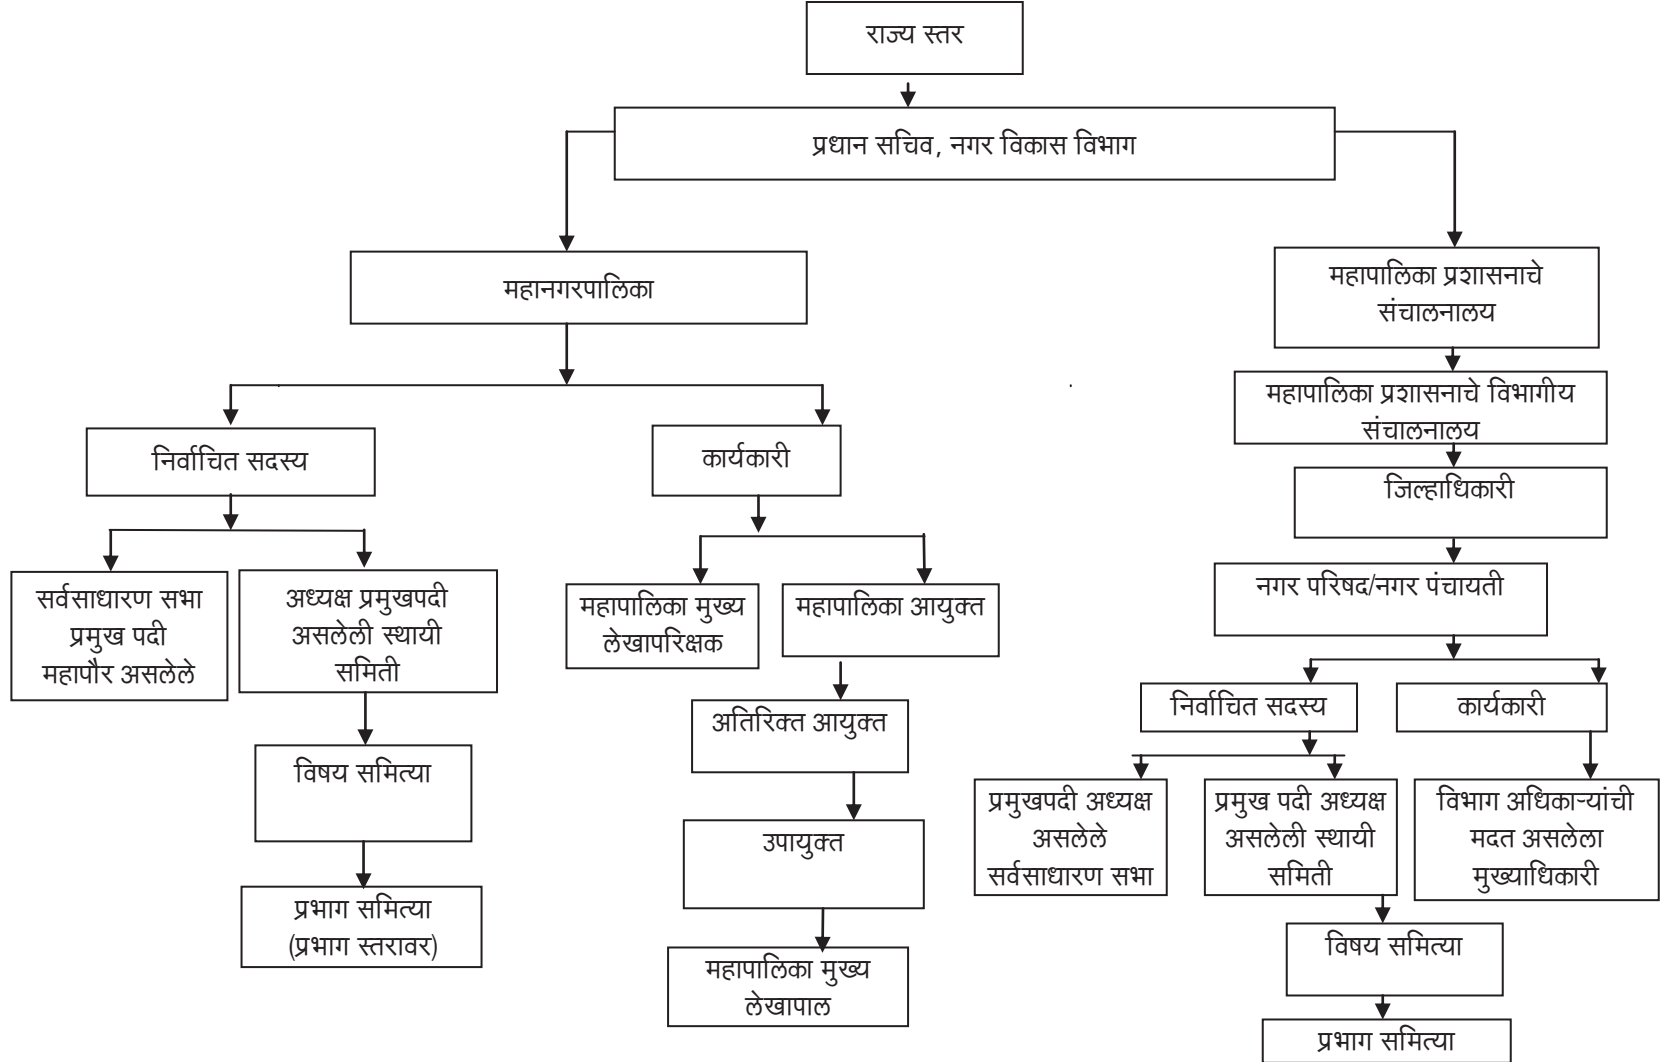 राज्य स्तर
प्रधान सचिव, नगर विकास विभाग
महानगरपालिका
महापालिका प्रशासनाचे
संचालनालय
महापालिका प्रशासनाचे विभागीय
संचालनालय
जिल्हाधिकारी
नगर परिषद/नगर पंचायती
निर्वाचित सदस्य
कार्यकारी
सर्वसाधारण सभा
प्रमुख पदी
महापौर असलेले
अध्यक्ष प्रमुखपदी
असलेली स्थायी
समिती
विषय समित्या
प्रभाग समित्या
(प्रभाग स्तरावर)
महापालिका मुख्य
लेखापरिक्षक
महापालिका आयुक्त
अतिरिक्त आयुक्त
उपायुक्त
महापालिका मुख्य
लेखापाल
निर्वाचित सदस्य
कार्यकारी
प्रमुखपदी अध्यक्ष
असलेले
सर्वसाधारण सभा
प्रमुख पदी अध्यक्ष
असलेली स्थायी
समिती
विभाग अधिकाऱ्यांची
मदत असलेला
मुख्याधिकारी
विषय समित्या
प्रभाग समित्या